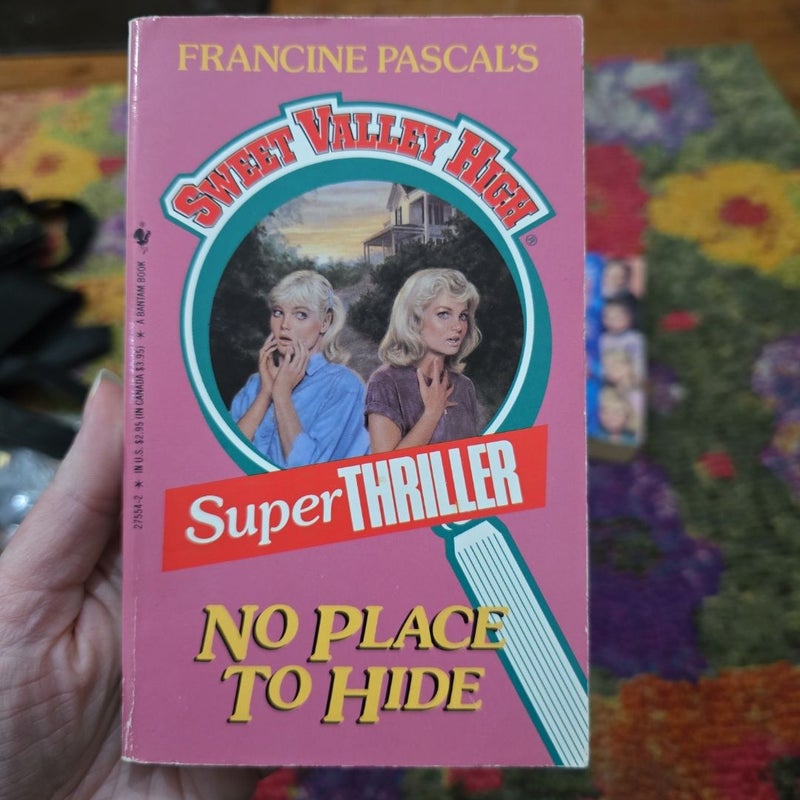 FRANCINE PASCAL'S
SWEET VALLEY HIGH®
Super THRILLER
NO PLACE
TO HIDE
27554-2 * IN U.S. $2.95 (IN CANADA $3.95) * A BANTAM BOOK